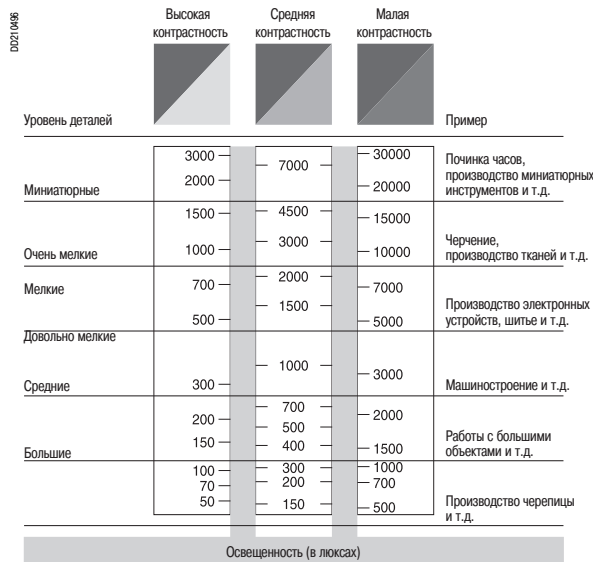 DD210496
Высокая контрастность
Средняя контрастность
Малая контрастность
Уровень деталей
Пример
3000
2000
7000
30000
20000
Миниатюрные
Починка часов,
производство миниатюрных
инструментов и т.д.
1500
1000
4500
3000
15000
10000
Очень мелкие
Черчение,
производство тканей и т.д.
Мелкие
700
500
2000
1500
7000
5000
Производство электронных
устройств, шитье и т.д.
Довольно мелкие
1000
3000
Средние
300
Машиностроение и т.д.
200
150
700
500
400
2000
1500
Большие
Работы с большими
объектами и т.д.
100
70
50
300
200
150
1000
700
500
Производство черепицы
и т.д.
Освещенность (в люксах)